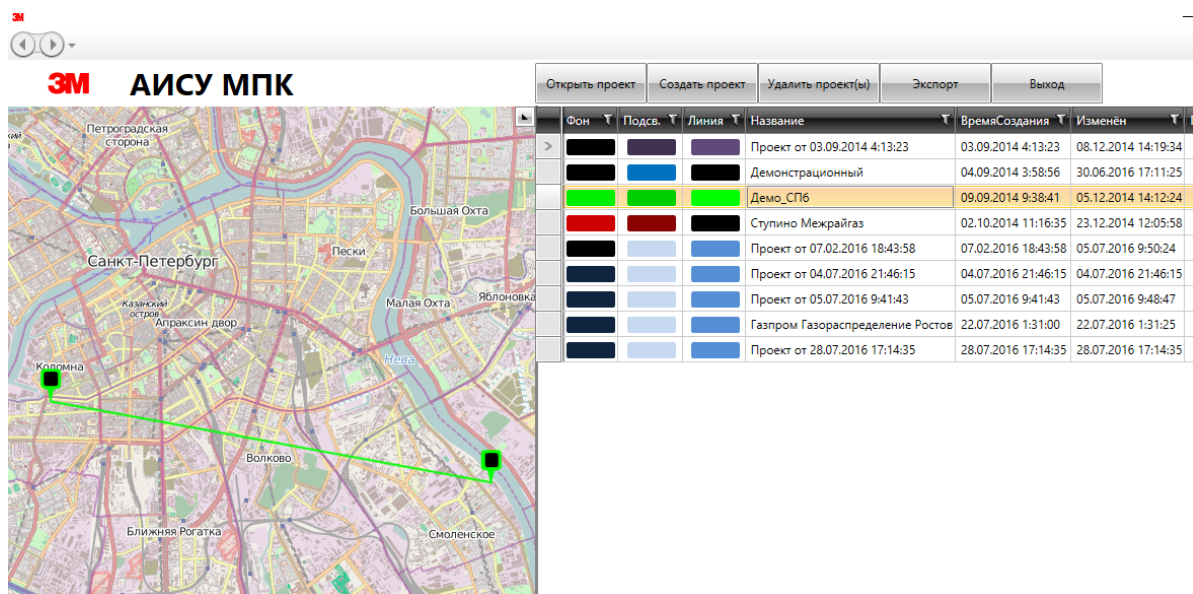 3M
3M АИСУ МПК
Открыть проект Создать проект Удалить проект(ы) Экспорт Выход
Фон Подсв. Линия Название ВремяСоздания Изменён
Проект от 03.09.2014 4:13:23 03.09.2014 4:13:23 08.12.2014 14:19:34
Демонстрационный 04.09.2014 3:58:56 30.06.2016 17:11:25
Демо_СПб 09.09.2014 9:38:41 05.12.2014 14:12:24
Ступино Межрайгаз 02.10.2014 11:16:35 23.12.2014 12:05:58
Проект от 07.02.2016 18:43:58 07.02.2016 18:43:58 05.07.2016 9:50:24
Проект от 04.07.2016 21:46:15 04.07.2016 21:46:15 04.07.2016 21:46:15
Проект от 05.07.2016 9:41:43 05.07.2016 9:41:43 05.07.2016 9:48:47
Газпром Газораспределение Ростов 22.07.2016 1:31:00 22.07.2016 1:31:25
Проект от 28.07.2016 17:14:35 28.07.2016 17:14:35 28.07.2016 17:14:35
Петроградская
сторона
Большая Охта
Пески
Санкт-Петербург
Казанский
остров
Малая Охта
Яблоновка
Апраксин двор
Нева
Коломна
Волково
Ближняя Рогатка
Смоленское